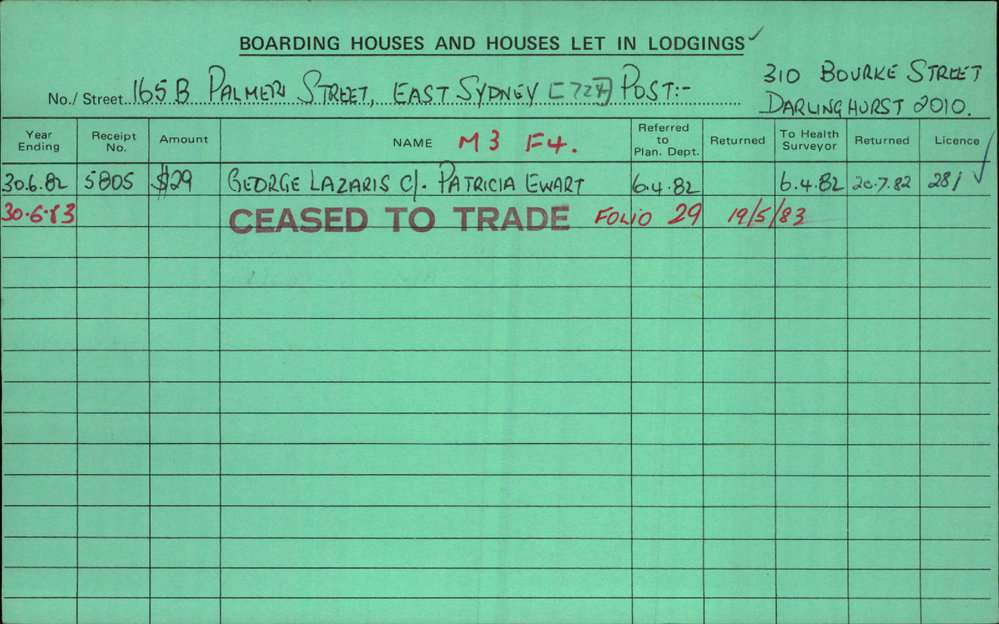 BOARDING HOUSES AND HOUSES LET IN LODGINGS
310 BOURKE STREET
No./Street 165B PALMER STREET, EAST SYDNEY [724] POST:-
DARLINGHURST 2010.
Year Ending Receipt No. Amount NAME M3 F4. Referred to Plan. Dept. Returned To Health Surveyor Returned Licence
30.6.82 5805 $29 GEORGE LAZARIS C/. PATRICIA EWART 6.4.82 6.4.82 20.7.82 281
30.6.83 CEASED TO TRADE FOLIO 29 19/5/83